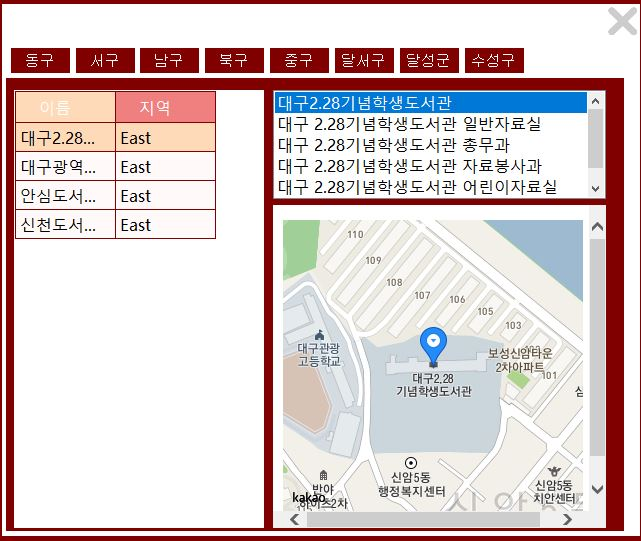 동구 서구 남구 북구 중구 달서구 달성군 수성구
이름 지역
대구2.28... East
대구광역... East
안심도서... East
신천도서... East
대구2.28기념학생도서관
대구 2.28기념학생도서관 일반자료실
대구 2.28기념학생도서관 총무과
대구 2.28기념학생도서관 자료봉사과
대구 2.28기념학생도서관 어린이자료실
110
109
108
107
106
105
103
102
101
대구관광
고등학교
보성신암타운
2차아파트
대구2.28
기념학생도서관
신암5동
행정복지센터
신암5동
치안센터
반야
하이츠2차
kakao